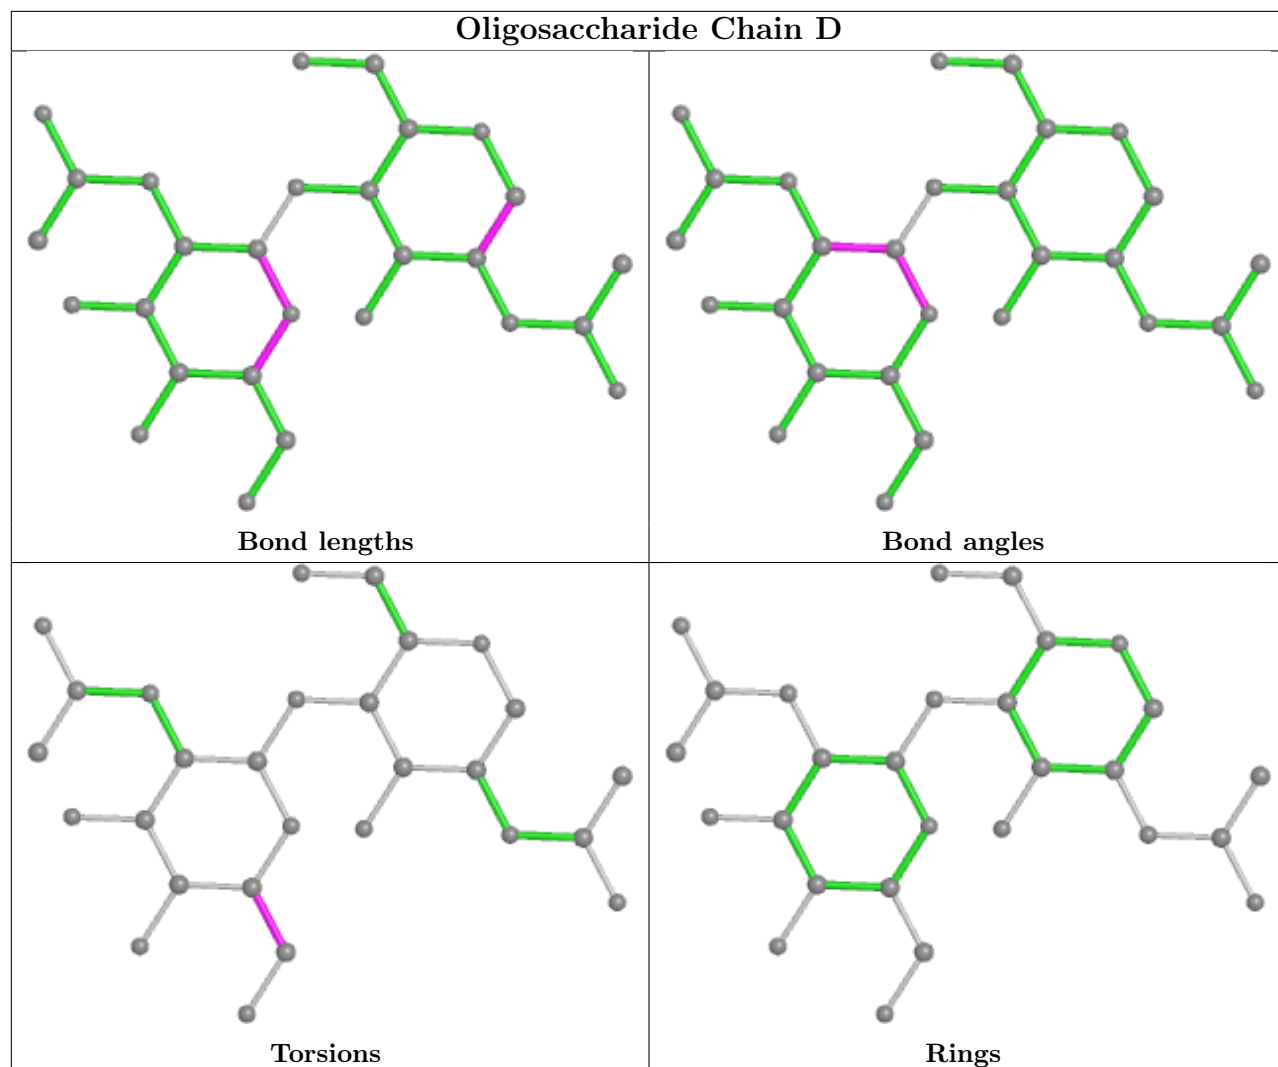 Oligosaccharide Chain D
Bond lengths
Bond angles
Torsions
Rings